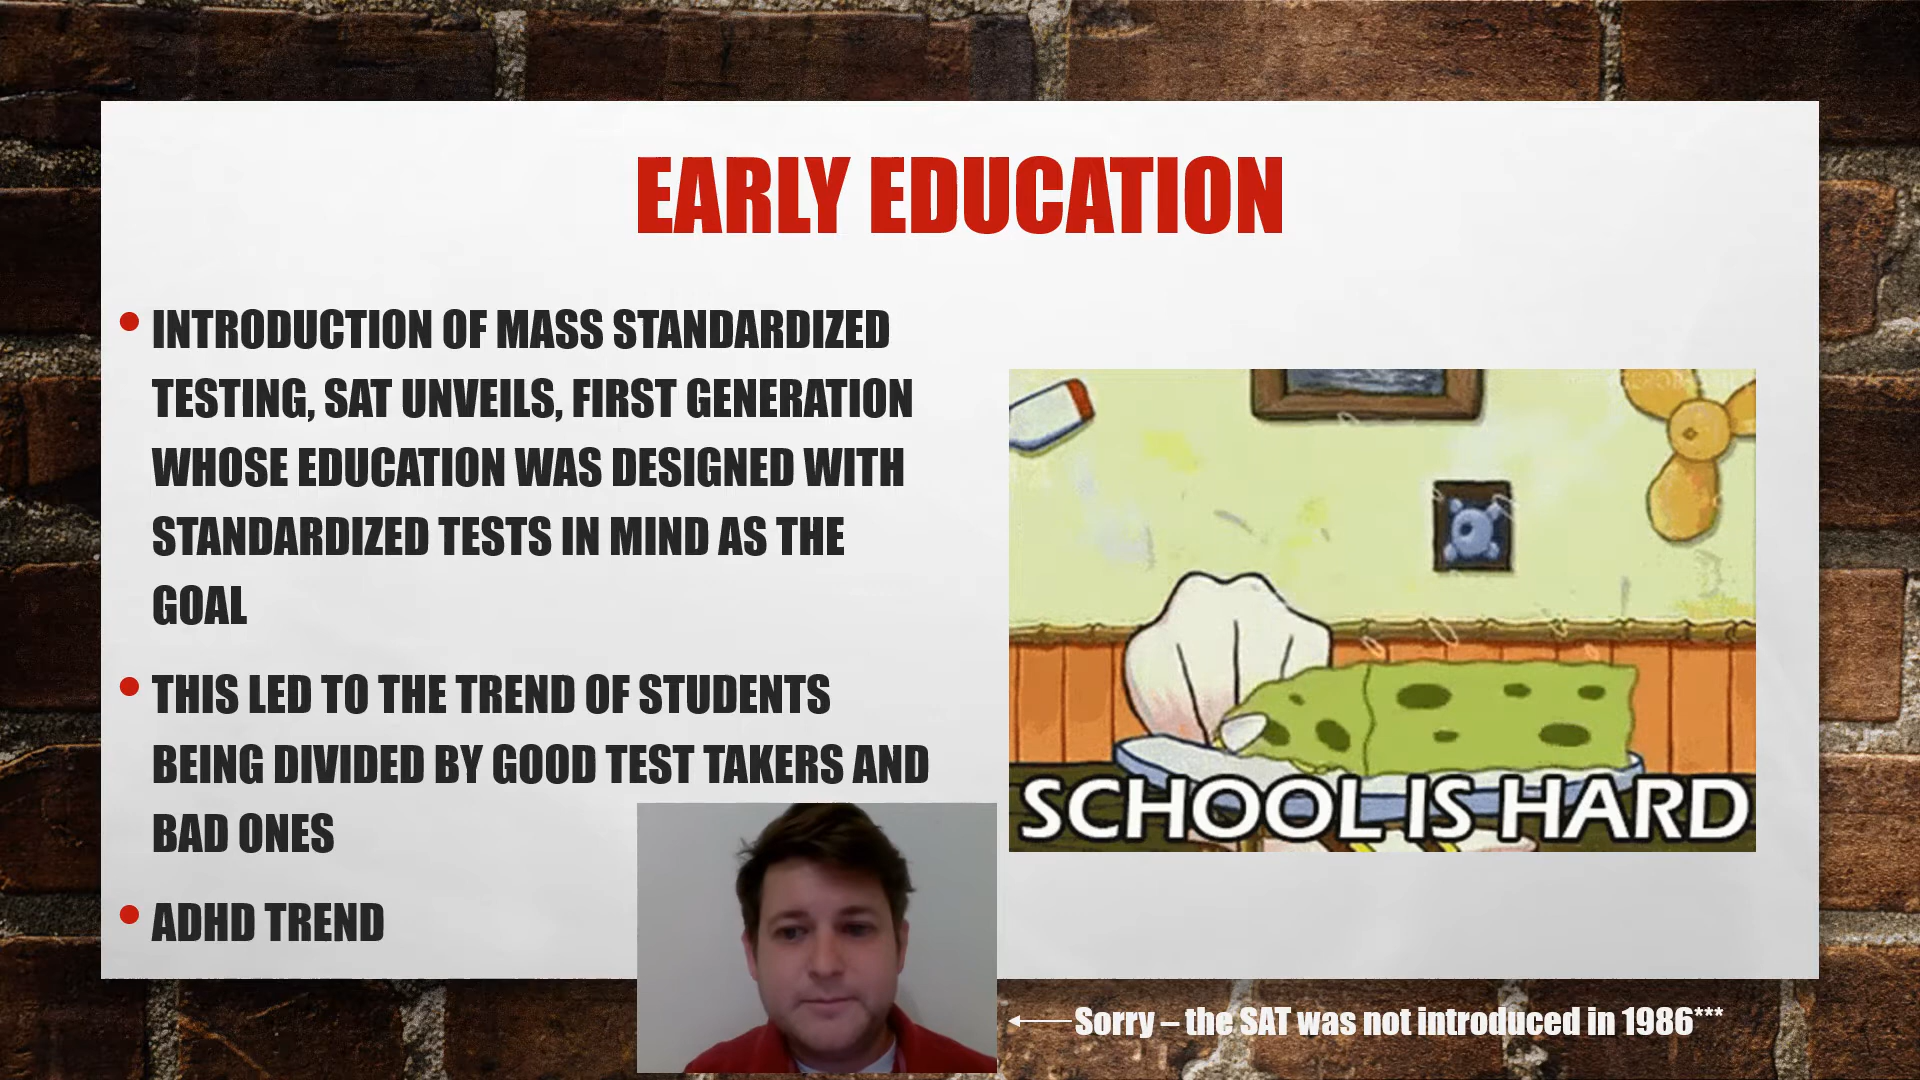 EARLY EDUCATION
• INTRODUCTION OF MASS STANDARDIZED
TESTING, SAT UNVEILS, FIRST GENERATION
WHOSE EDUCATION WAS DESIGNED WITH
STANDARDIZED TESTS IN MIND AS THE
GOAL
• THIS LED TO THE TREND OF STUDENTS
BEING DIVIDED BY GOOD TEST TAKERS AND
BAD ONES
• ADHD TREND
SCHOOL IS HARD
Sorry – the SAT was not introduced in 1986***